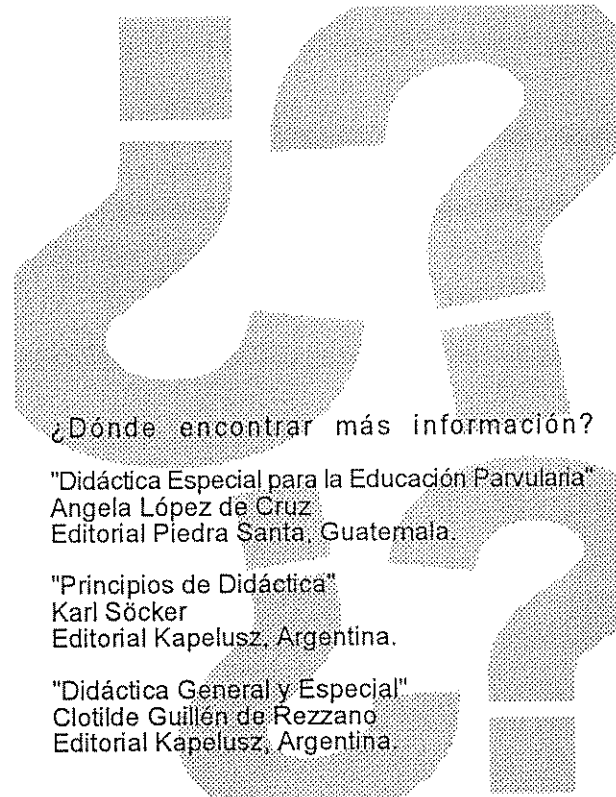 ¿Dónde encontrar más información?
"Didáctica Especial para la Educación Parvularia"
Angela López de Cruz
Editorial Piedra Santa, Guatemala.
"Principios de Didáctica"
Karl Söcker
Editorial Kapelusz, Argentina.
"Didáctica General y Especial"
Clotilde Guillén de Rezzano
Editorial Kapelusz, Argentina.